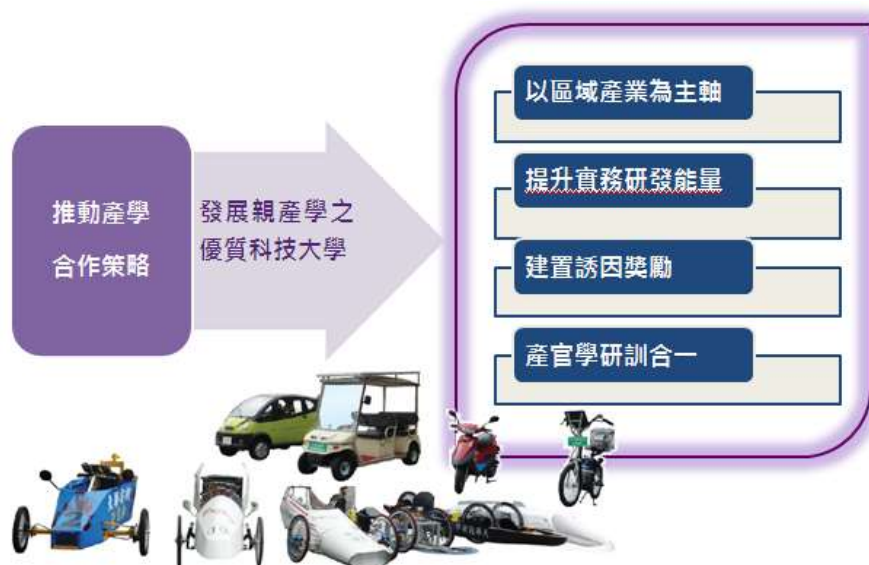 推動產學
合作策略
發展親產學之
優質科技大學
以區域產業為主軸
提升實務研發能量
建置誘因獎勵
產官學研訓合一